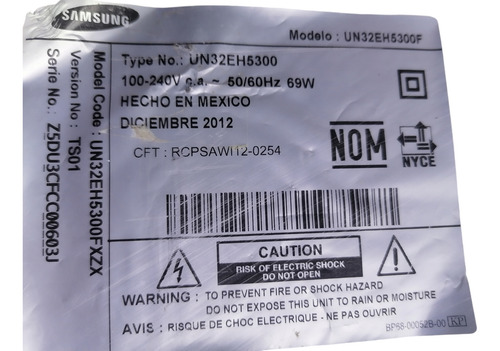 SAMSUNG
Modelo : UN32EH5300F
Type No.: UN32EH5300
100-240V c.a. ~ 50/60Hz 69W
HECHO EN MEXICO
DICIEMBRE 2012
CFT : RCPSAWI12-0254
NOM
NYCE
Model Code : UN32EH5300FXZX
Version No : TS01
Serie No.: Z5DU3CFCC00603J
CAUTION
RISK OF ELECTRIC SHOCK
DO NOT OPEN
WARNING: TO PREVENT FIRE OR SHOCK HAZARD
DO NOT EXPOSE THIS UNIT TO RAIN OR MOISTURE
AVIS : RISQUE DE CHOC ELECTRIQUE - NE PAS OUVRIR